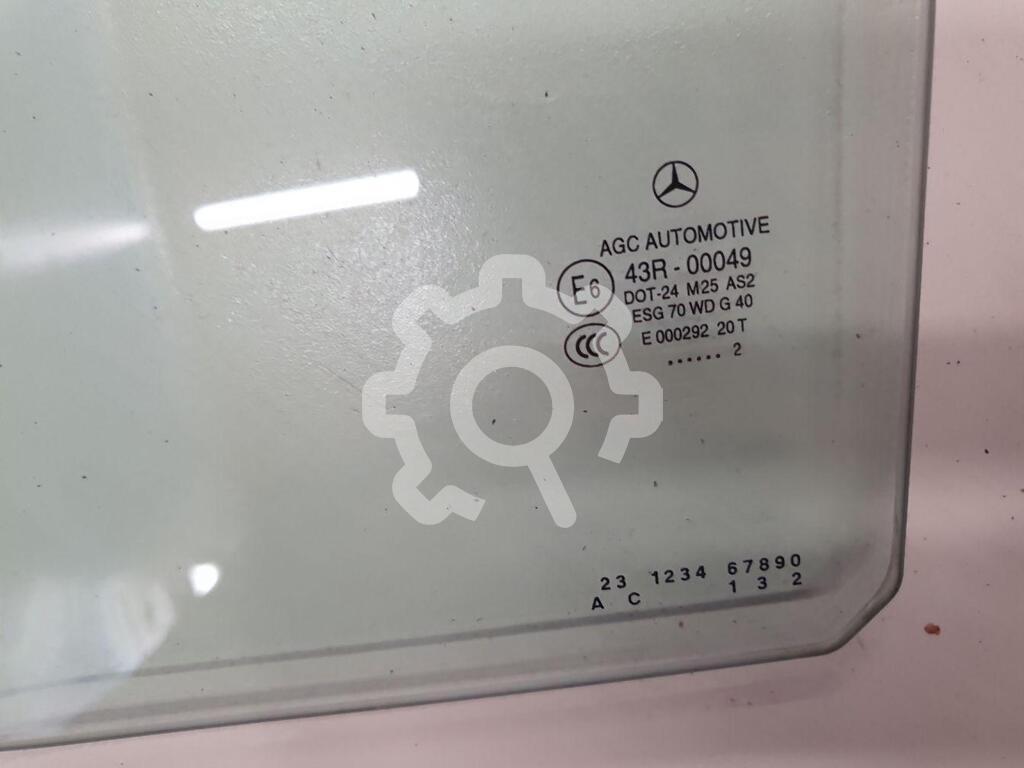 AGC AUTOMOTIVE
E6 43R - 00049
DOT-24 M25 AS2
ESG 70 WD G 40
CCC E 000292 20 T
...... 2
23 1234 67890
A C 1 3 2